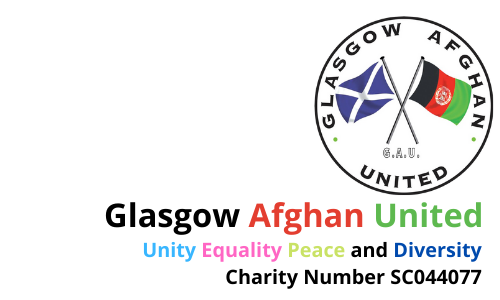 GLASGOW AFGHAN
G.A.U.
UNITED
Glasgow Afghan United
Unity Equality Peace and Diversity
Charity Number SC044077